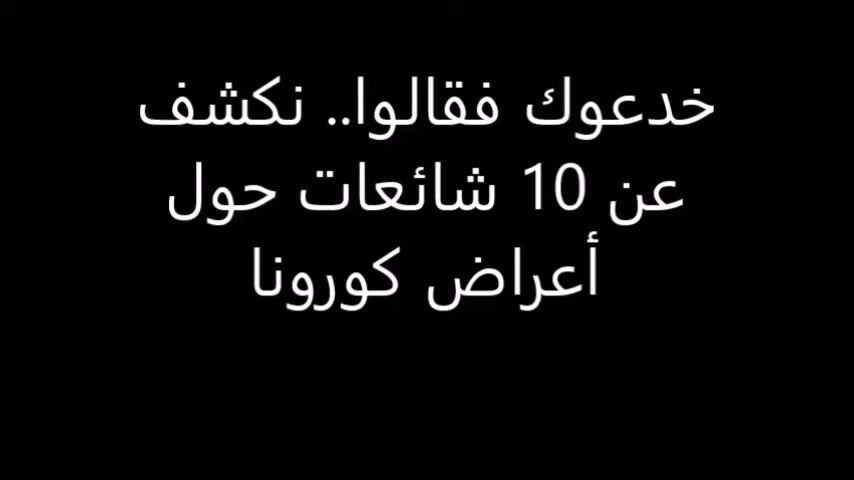 خدعوك فقالوا.. نكشف
عن 10 شائعات حول
أعراض كورونا